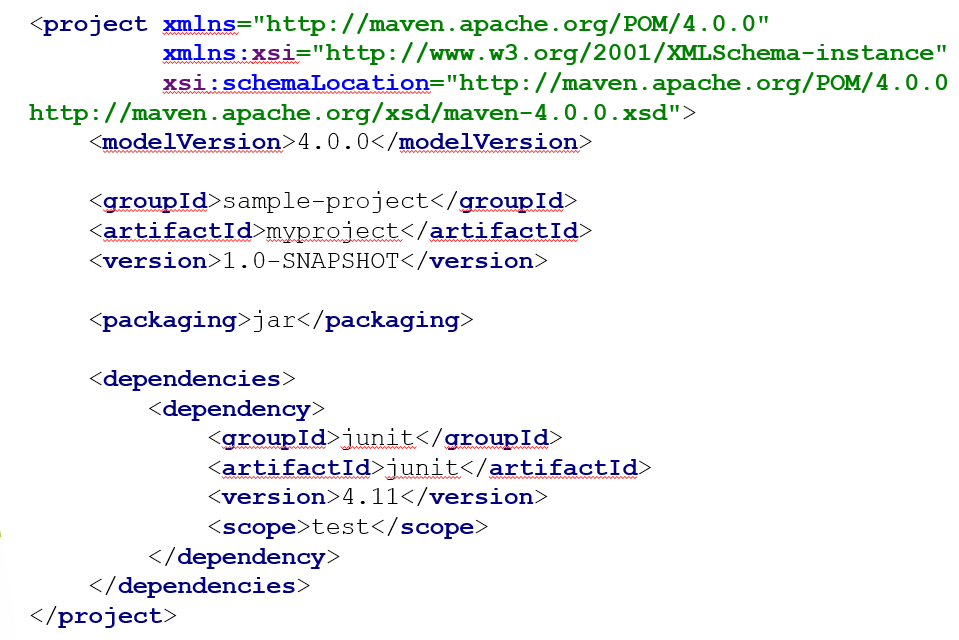 <project xmlns="http://maven.apache.org/POM/4.0.0"
xmlns:xsi="http://www.w3.org/2001/XMLSchema-instance"
xsi:schemaLocation="http://maven.apache.org/POM/4.0.0
http://maven.apache.org/xsd/maven-4.0.0.xsd">
<modelVersion>4.0.0</modelVersion>
<groupId>sample-project</groupId>
<artifactId>myproject</artifactId>
<version>1.0-SNAPSHOT</version>
<packaging>jar</packaging>
<dependencies>
<dependency>
<groupId>junit</groupId>
<artifactId>junit</artifactId>
<version>4.11</version>
<scope>test</scope>
</dependency>
</dependencies>
</project>